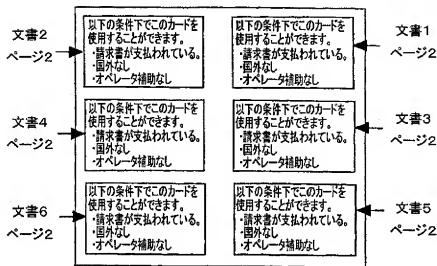 文書2
ページ2
以下の条件下でこのカードを
使用することができます。
・請求書が支払われている。
・国外なし
・オペレータ補助なし
以下の条件下でこのカードを
使用することができます。
・請求書が支払われている。
・国外なし
・オペレータ補助なし
文書1
ページ2
文書4
ページ2
以下の条件下でこのカードを
使用することができます。
・請求書が支払われている。
・国外なし
・オペレータ補助なし
以下の条件下でこのカードを
使用することができます。
・請求書が支払われている。
・国外なし
・オペレータ補助なし
文書3
ページ2
文書6
ページ2
以下の条件下でこのカードを
使用することができます。
・請求書が支払われている。
・国外なし
・オペレータ補助なし
以下の条件下でこのカードを
使用することができます。
・請求書が支払われている。
・国外なし
・オペレータ補助なし
文書5
ページ2